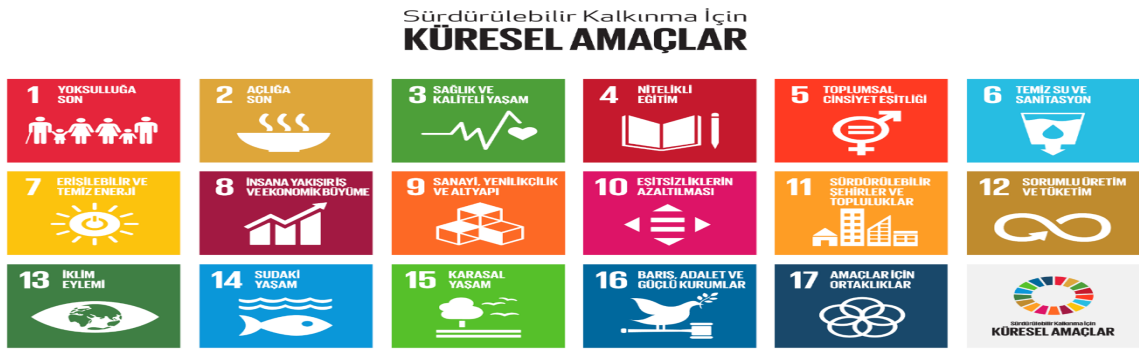 Sürdürülebilir Kalkınma İçin
KÜRESEL AMAÇLAR
1 YOKSULLUĞA
SON
2 AÇLIĞA
SON
3 SAĞLIK VE
KALİTELİ YAŞAM
4 NİTELİKLİ
EĞİTİM
5 TOPLUMSAL
CİNSİYET EŞİTLİĞİ
6 TEMİZ SU VE
SANİTASYON
7 ERİŞİLEBİLİR VE
TEMİZ ENERJİ
8 İNSANA YAKIŞIR İŞ
VE EKONOMİK BÜYÜME
9 SANAYİ, YENİLİKÇİLİK
VE ALTYAPI
10 EŞİTSİZLİKLERİN
AZALTILMASI
11 SÜRDÜRÜLEBİLİR
ŞEHİRLER VE
TOPLULUKLAR
12 SORUMLU ÜRETİM
VE TÜKETİM
13 İKLİM
EYLEMİ
14 SUDAKİ
YAŞAM
15 KARASAL
YAŞAM
16 BARIŞ, ADALET VE
GÜÇLÜ KURUMLAR
17 AMAÇLAR İÇİN
ORTAKLIKLAR
Sürdürülebilir Kalkınma İçin
KÜRESEL AMAÇLAR